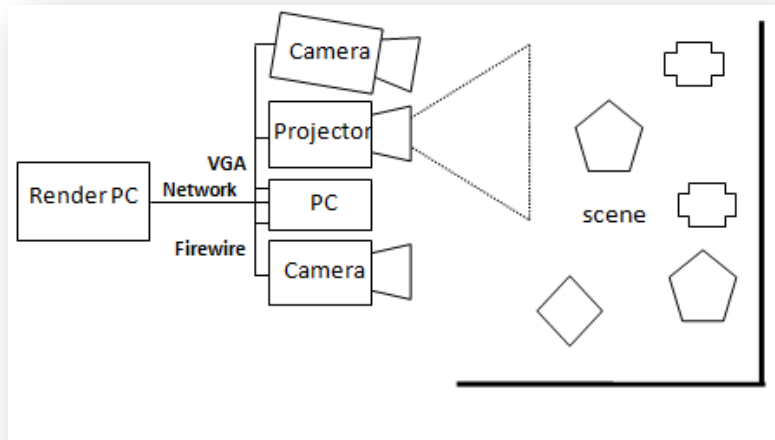 Camera
Projector
VGA
Render PC
Network
PC
scene
Firewire
Camera